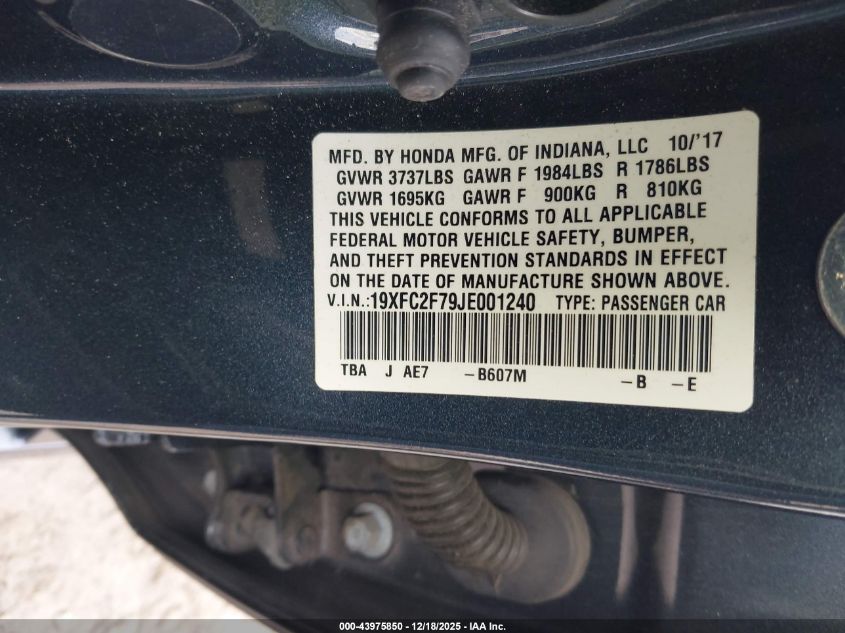 MFD. BY HONDA MFG. OF INDIANA, LLC 10/'17
GVWR 3737LBS GAWR F 1984LBS R 1786LBS
GVWR 1695KG GAWR F 900KG R 810KG
THIS VEHICLE CONFORMS TO ALL APPLICABLE
FEDERAL MOTOR VEHICLE SAFETY, BUMPER,
AND THEFT PREVENTION STANDARDS IN EFFECT
ON THE DATE OF MANUFACTURE SHOWN ABOVE.
V.I.N.:19XFC2F79JE001240 TYPE: PASSENGER CAR
TBA J AE7 -B607M -B -E
000-43975850 - 12/18/2025 - IAA Inc.